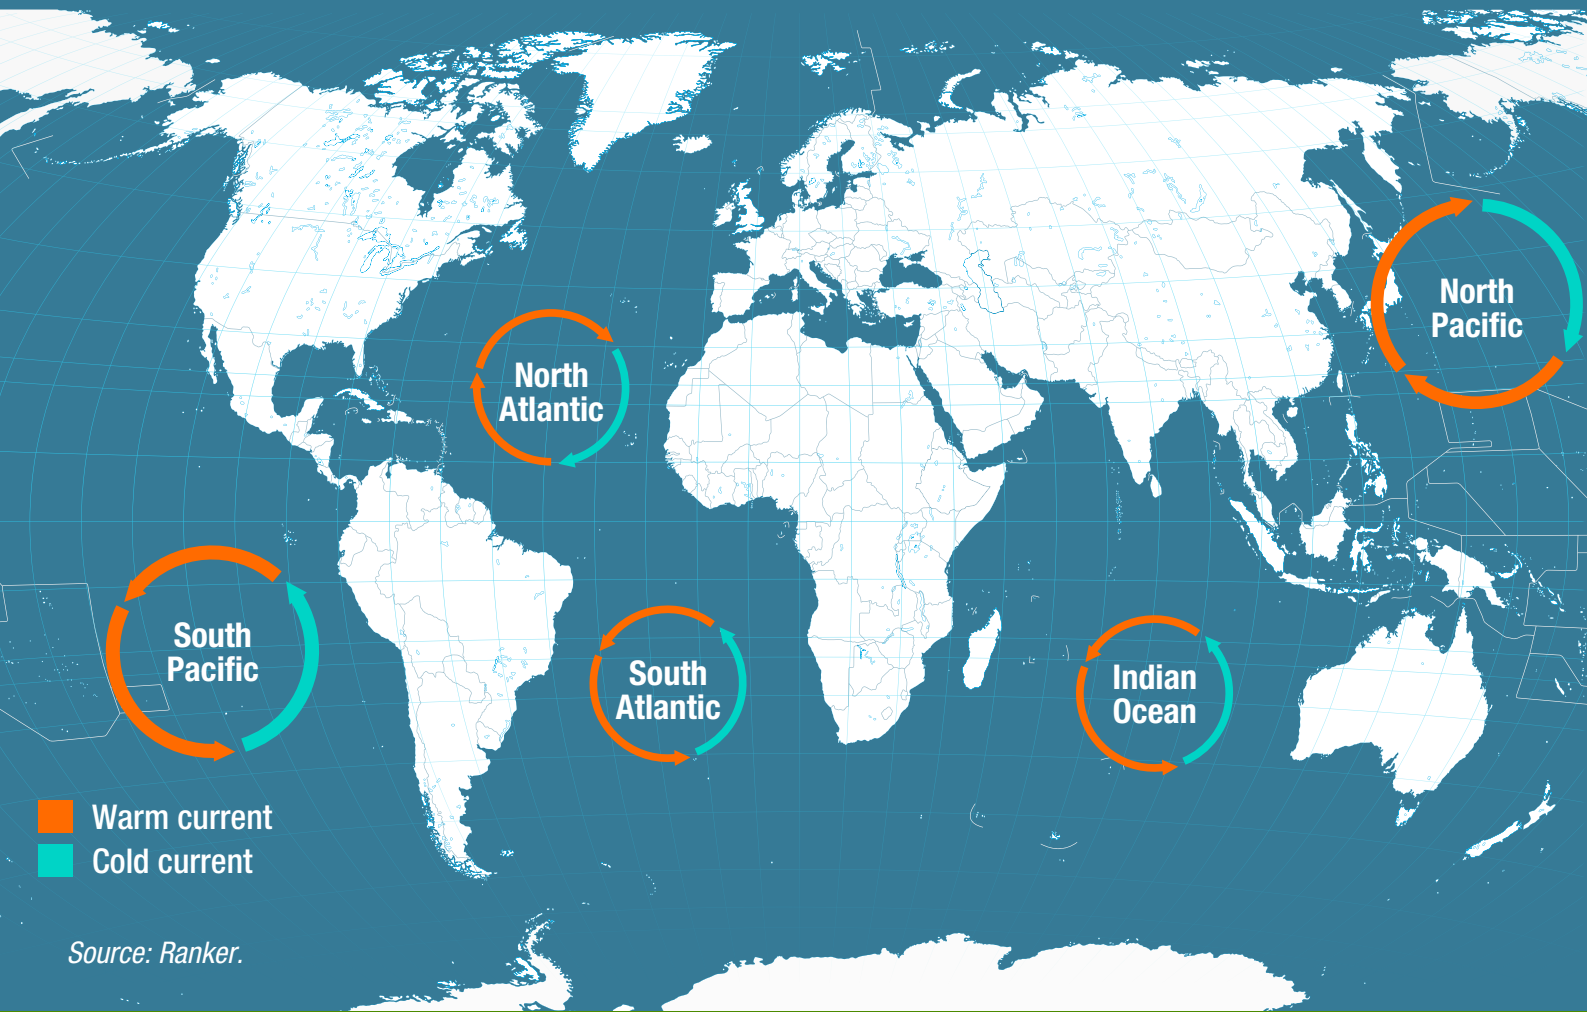 North
Pacific
North
Atlantic
South
Pacific
South
Atlantic
Indian
Ocean
Warm current
Cold current
Source: Ranker.